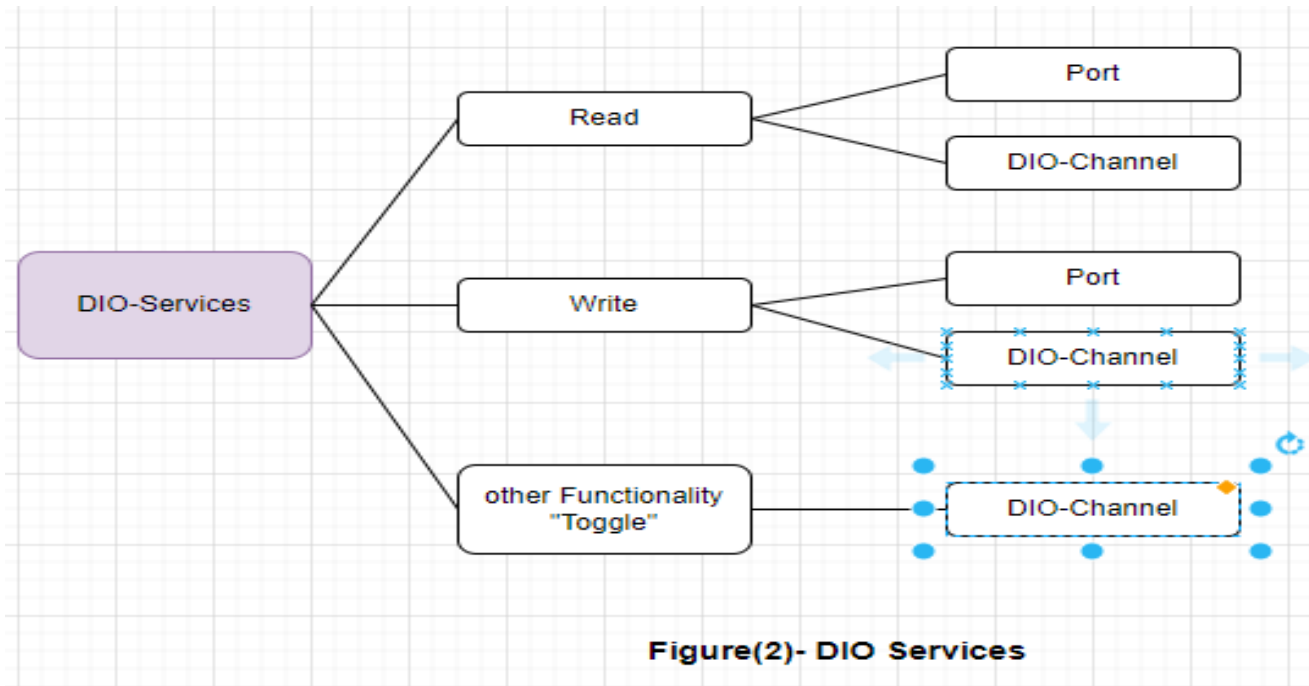 Port
Read
DIO-Channel
DIO-Services
Write
Port
DIO-Channel
other Functionality
"Toggle"
DIO-Channel
Figure(2)- DIO Services